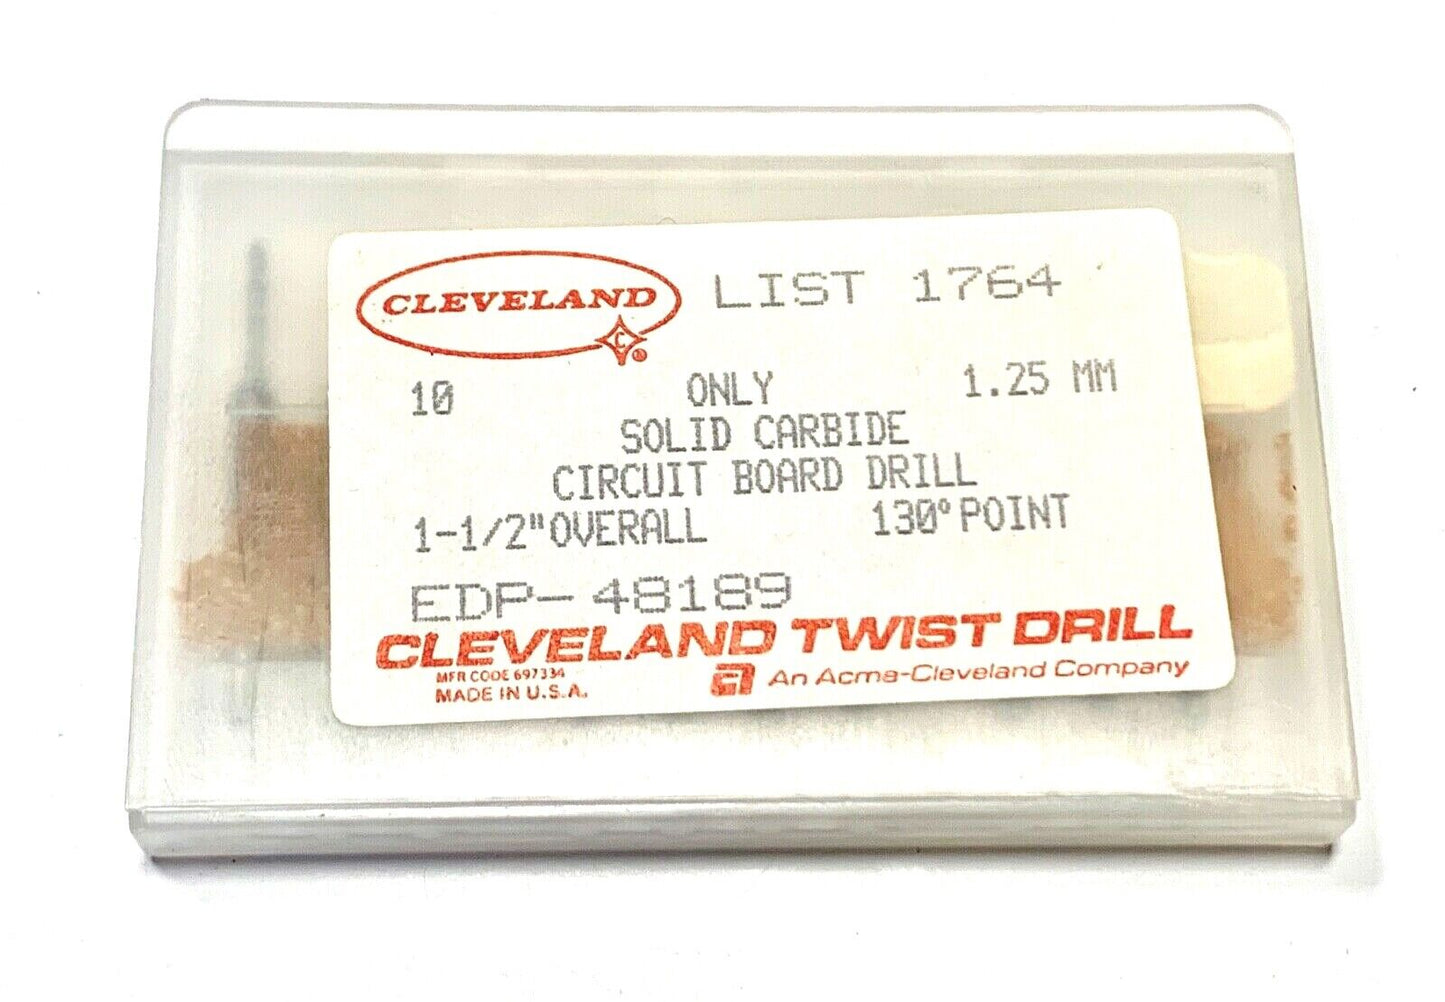 CLEVELAND LIST 1764
C ®
10 ONLY 1.25 MM
SOLID CARBIDE
CIRCUIT BOARD DRILL
1-1/2"OVERALL 130°POINT
EDP-48189
CLEVELAND TWIST DRILL
MFR CODE 697334
MADE IN U.S.A.
a An Acme-Cleveland Company